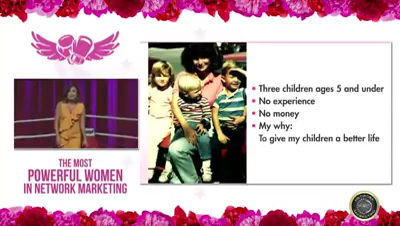 THE MOST
POWERFUL WOMEN
IN NETWORK MARKETING
• Three children ages 5 and under
• No experience
• No money
• My why:
To give my children a better life